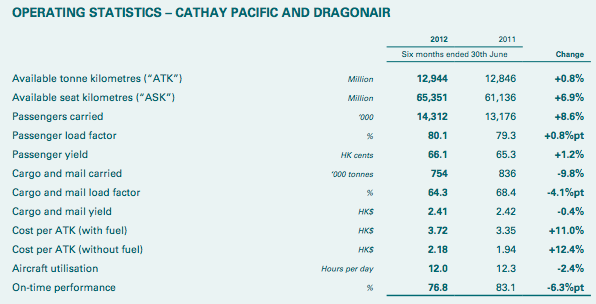 OPERATING STATISTICS – CATHAY PACIFIC AND DRAGONAIR
2012 2011
Six months ended 30th June Change
Available tonne kilometres (“ATK”) Million 12,944 12,846 +0.8%
Available seat kilometres (“ASK”) Million 65,351 61,136 +6.9%
Passengers carried '000 14,312 13,176 +8.6%
Passenger load factor % 80.1 79.3 +0.8%pt
Passenger yield HK cents 66.1 65.3 +1.2%
Cargo and mail carried '000 tonnes 754 836 -9.8%
Cargo and mail load factor % 64.3 68.4 -4.1%pt
Cargo and mail yield HK$ 2.41 2.42 -0.4%
Cost per ATK (with fuel) HK$ 3.72 3.35 +11.0%
Cost per ATK (without fuel) HK$ 2.18 1.94 +12.4%
Aircraft utilisation Hours per day 12.0 12.3 -2.4%
On-time performance % 76.8 83.1 -6.3%pt